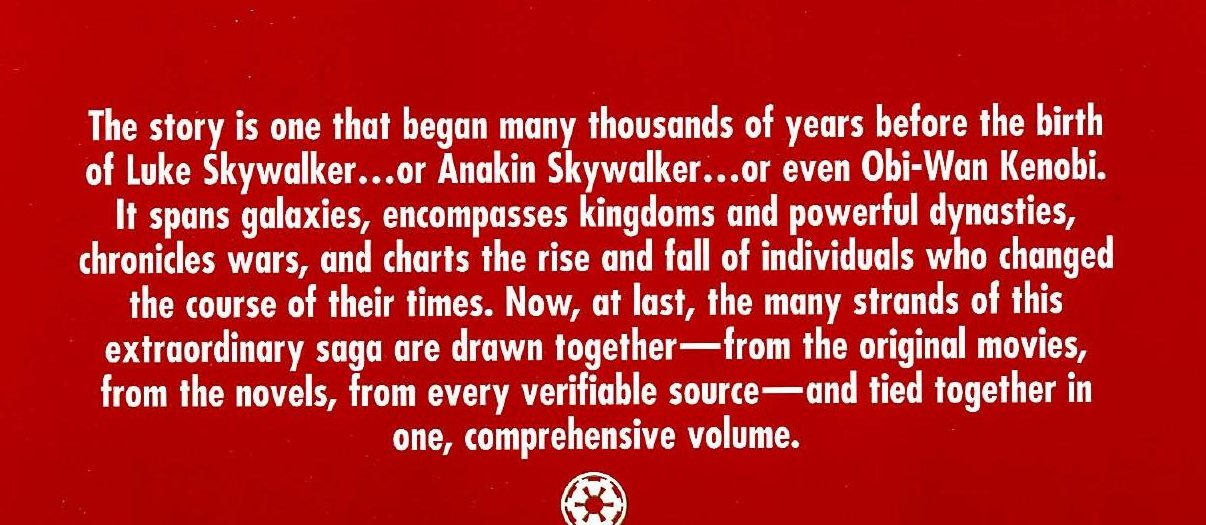 The story is one that began many thousands of years before the birth
of Luke Skywalker...or Anakin Skywalker...or even Obi-Wan Kenobi.
It spans galaxies, encompasses kingdoms and powerful dynasties,
chronicles wars, and charts the rise and fall of individuals who changed
the course of their times. Now, at last, the many strands of this
extraordinary saga are drawn together—from the original movies,
from the novels, from every verifiable source—and tied together in
one, comprehensive volume.